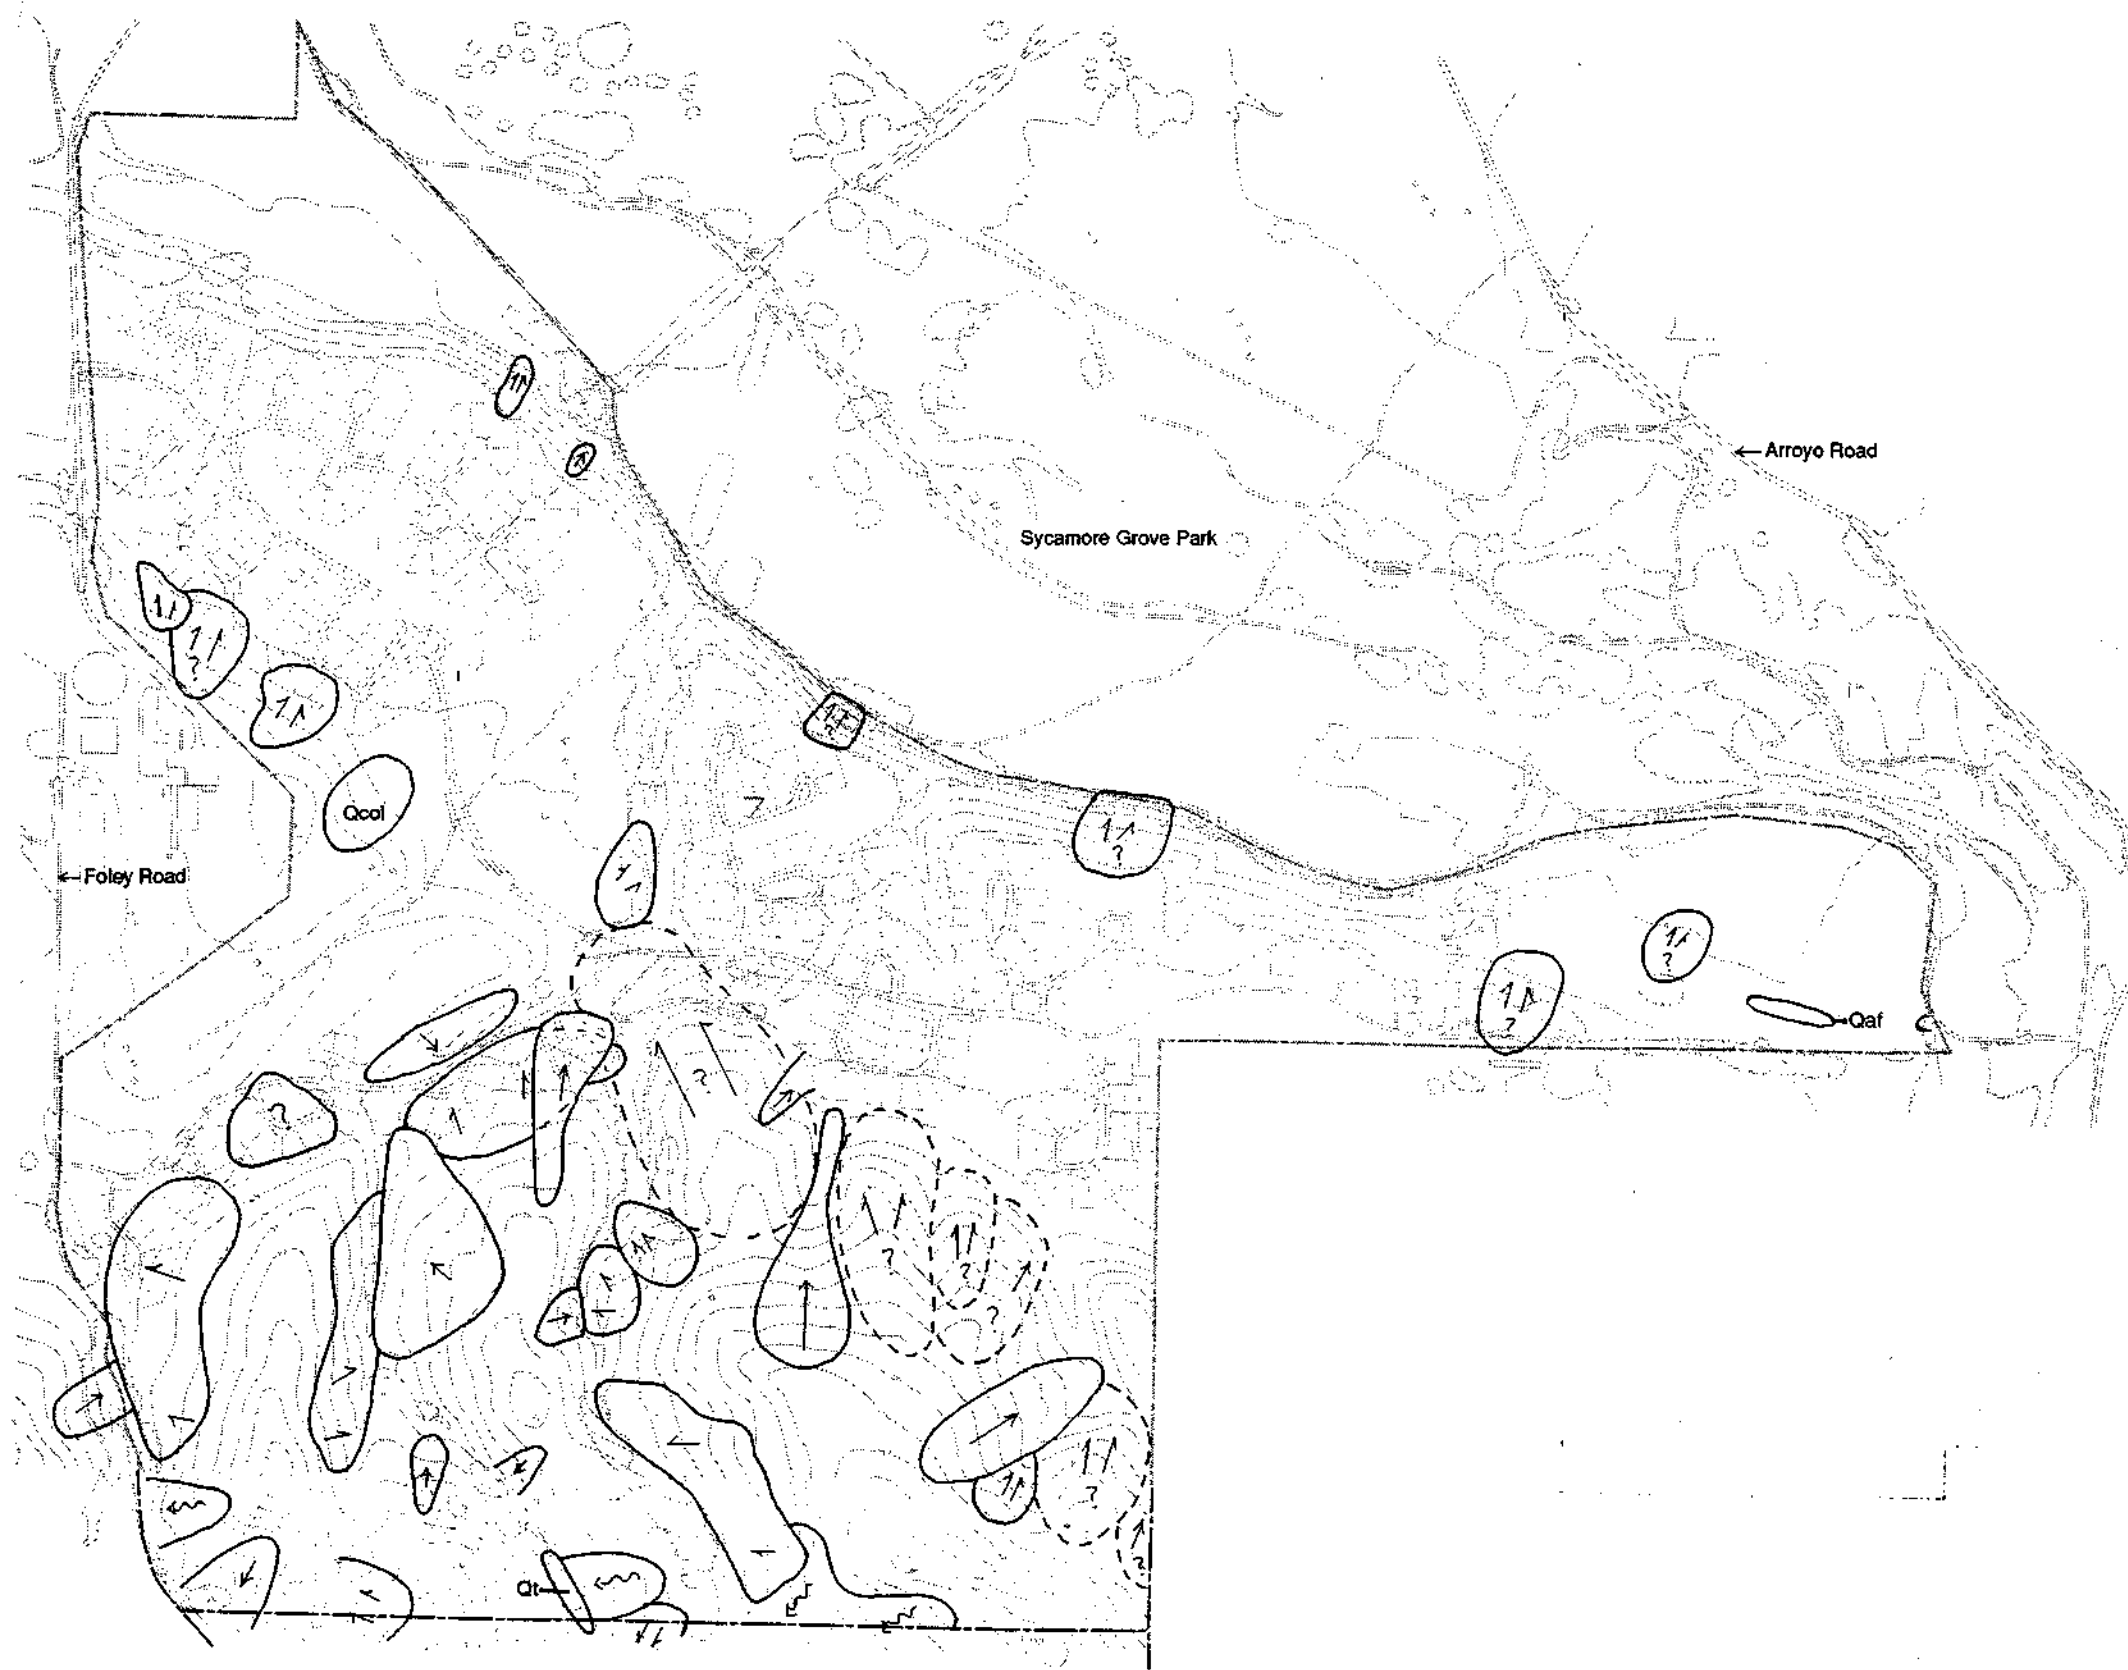 ← Arroyo Road
Sycamore Grove Park
?
?
Qcol
?
← Foley Road
?
?
Qaf
?
?
?
?
?
?
Qt
?